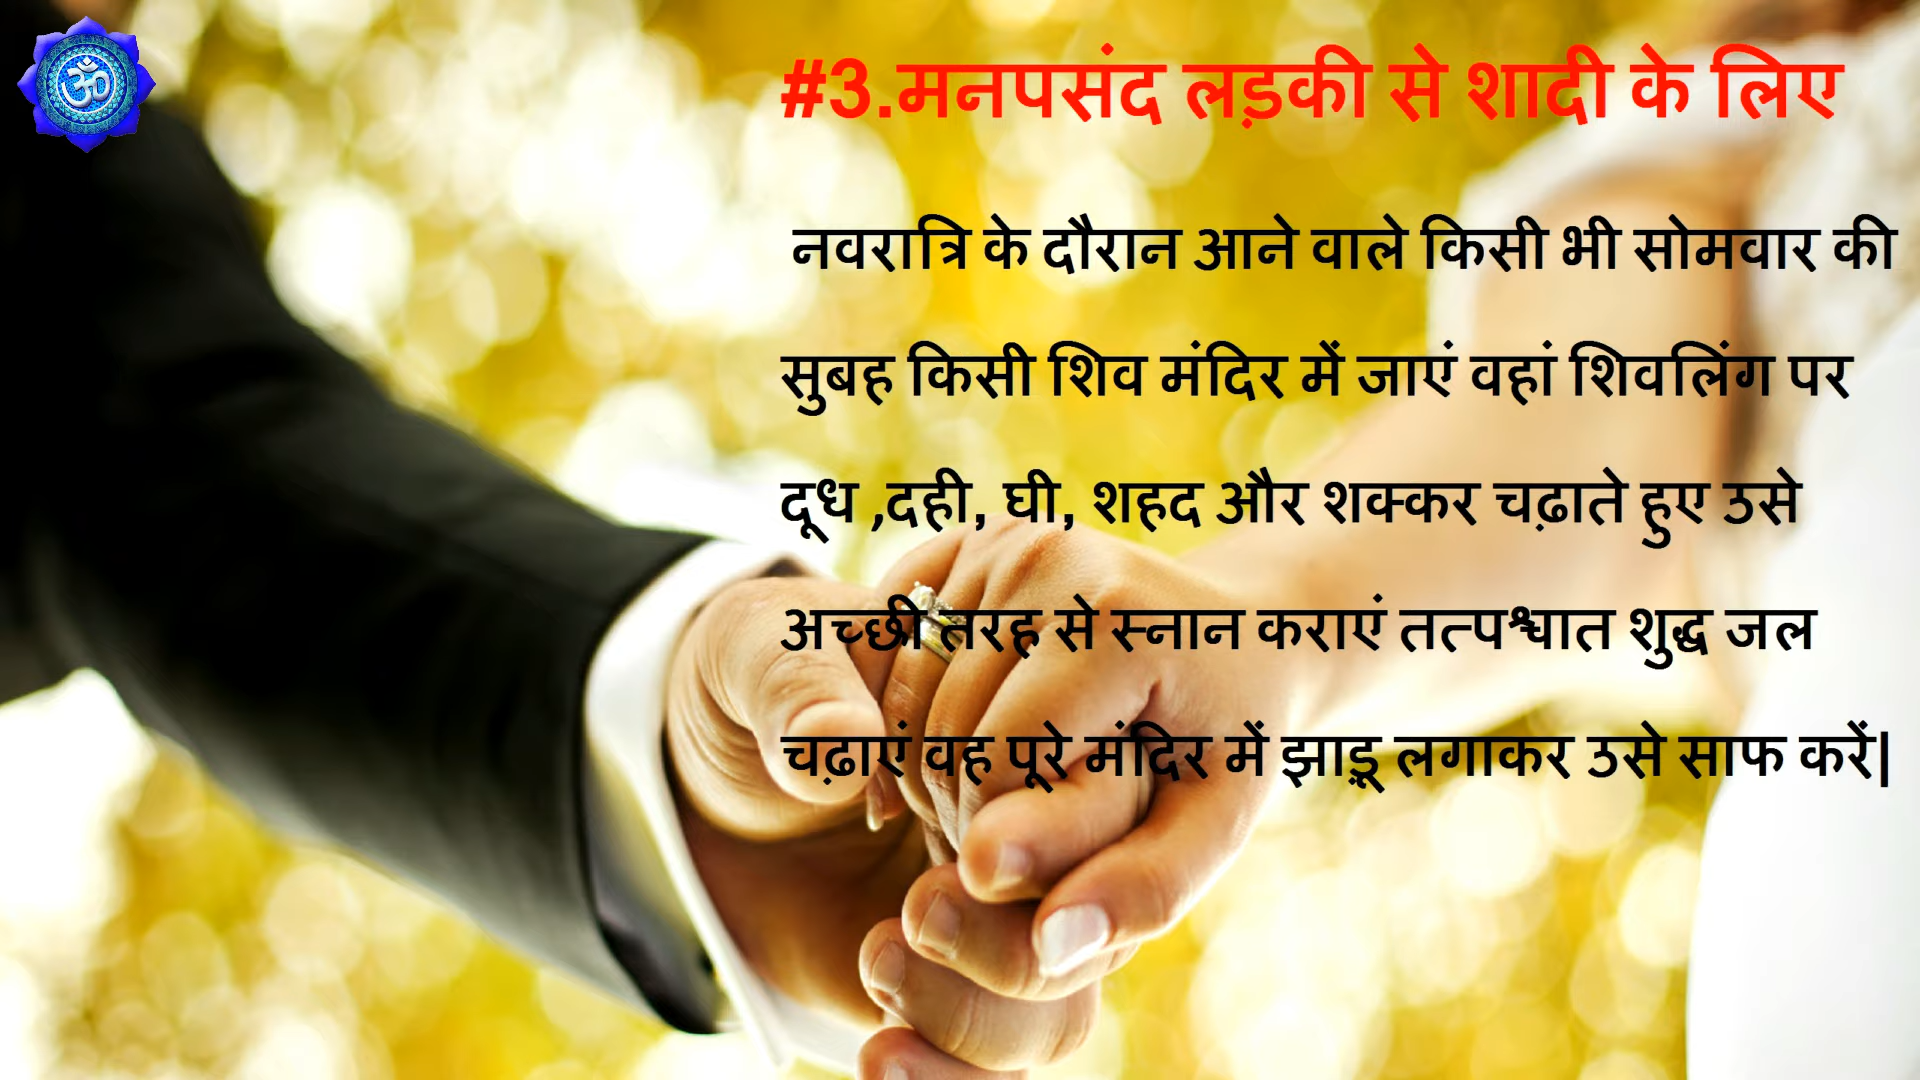 ॐ
#3.मनपसंद लड़की से शादी के लिए
नवरात्रि के दौरान आने वाले किसी भी सोमवार की
सुबह किसी शिव मंदिर में जाएं वहां शिवलिंग पर
दूध ,दही, घी, शहद और शक्कर चढ़ाते हुए उसे
अच्छी तरह से स्नान कराएं तत्पश्चात शुद्ध जल
चढ़ाएं वह पूरे मंदिर में झाड़ू लगाकर उसे साफ करें|